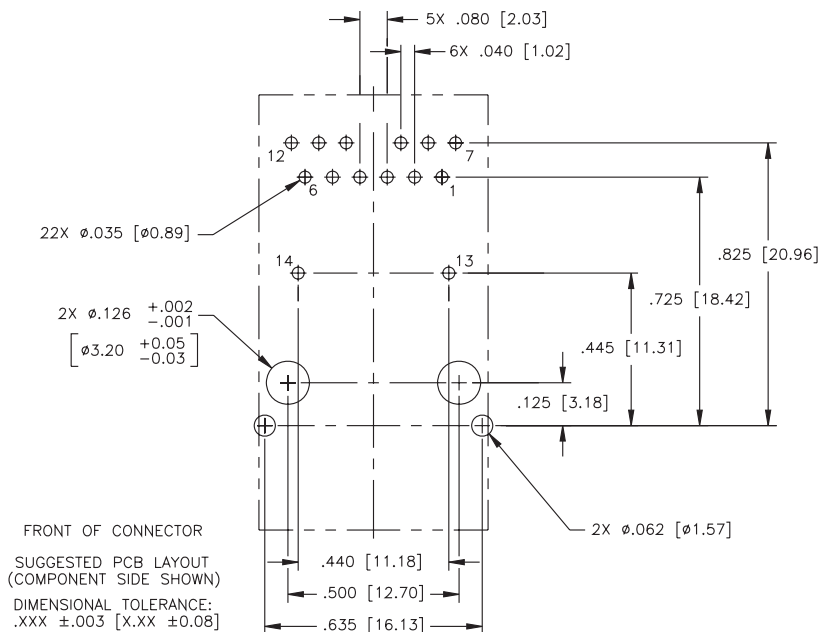 5X .080 [2.03]
6X .040 [1.02]
12
7
6
1
22X ø.035 [ø0.89]
14
13
.825 [20.96]
.725 [18.42]
2X ø.126 +.002
-.001
[ø3.20 +0.05
-0.03]
.445 [11.31]
.125 [3.18]
2X ø.062 [ø1.57]
FRONT OF CONNECTOR
SUGGESTED PCB LAYOUT
(COMPONENT SIDE SHOWN)
DIMENSIONAL TOLERANCE:
.XXX ±.003 [X.XX ±0.08]
.440 [11.18]
.500 [12.70]
.635 [16.13]